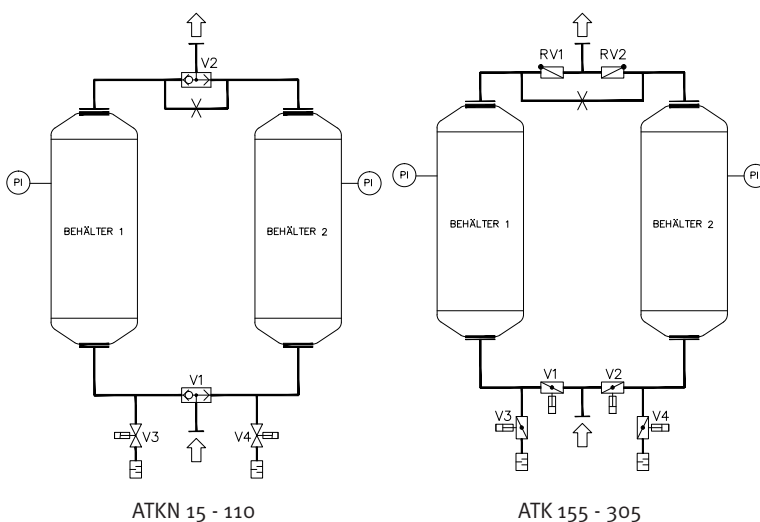 V2
PI
BEHÄLTER 1
BEHÄLTER 2
PI
V1
V3
V4
ATKN 15 - 110
RV1
RV2
PI
BEHÄLTER 1
BEHÄLTER 2
PI
V1
V2
V3
V4
ATK 155 - 305